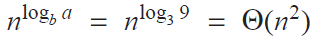 n^{log_b a} = n^{log_3 9} = Θ(n^2)